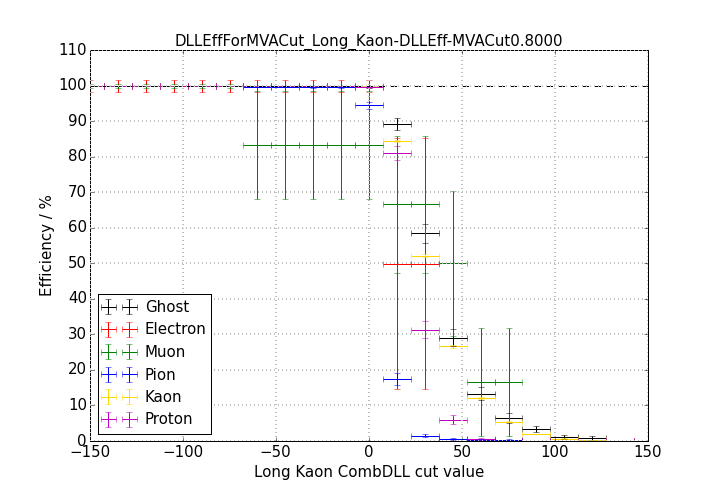 DLLEffForMVACut_Long_Kaon-DLLEff-MVACut0.8000
110
100
90
80
70
60
50
40
30
20
10
0
Efficiency / %
Ghost
Electron
Muon
Pion
Kaon
Proton
−150 −100 −50 0 50 100 150
Long Kaon CombDLL cut value